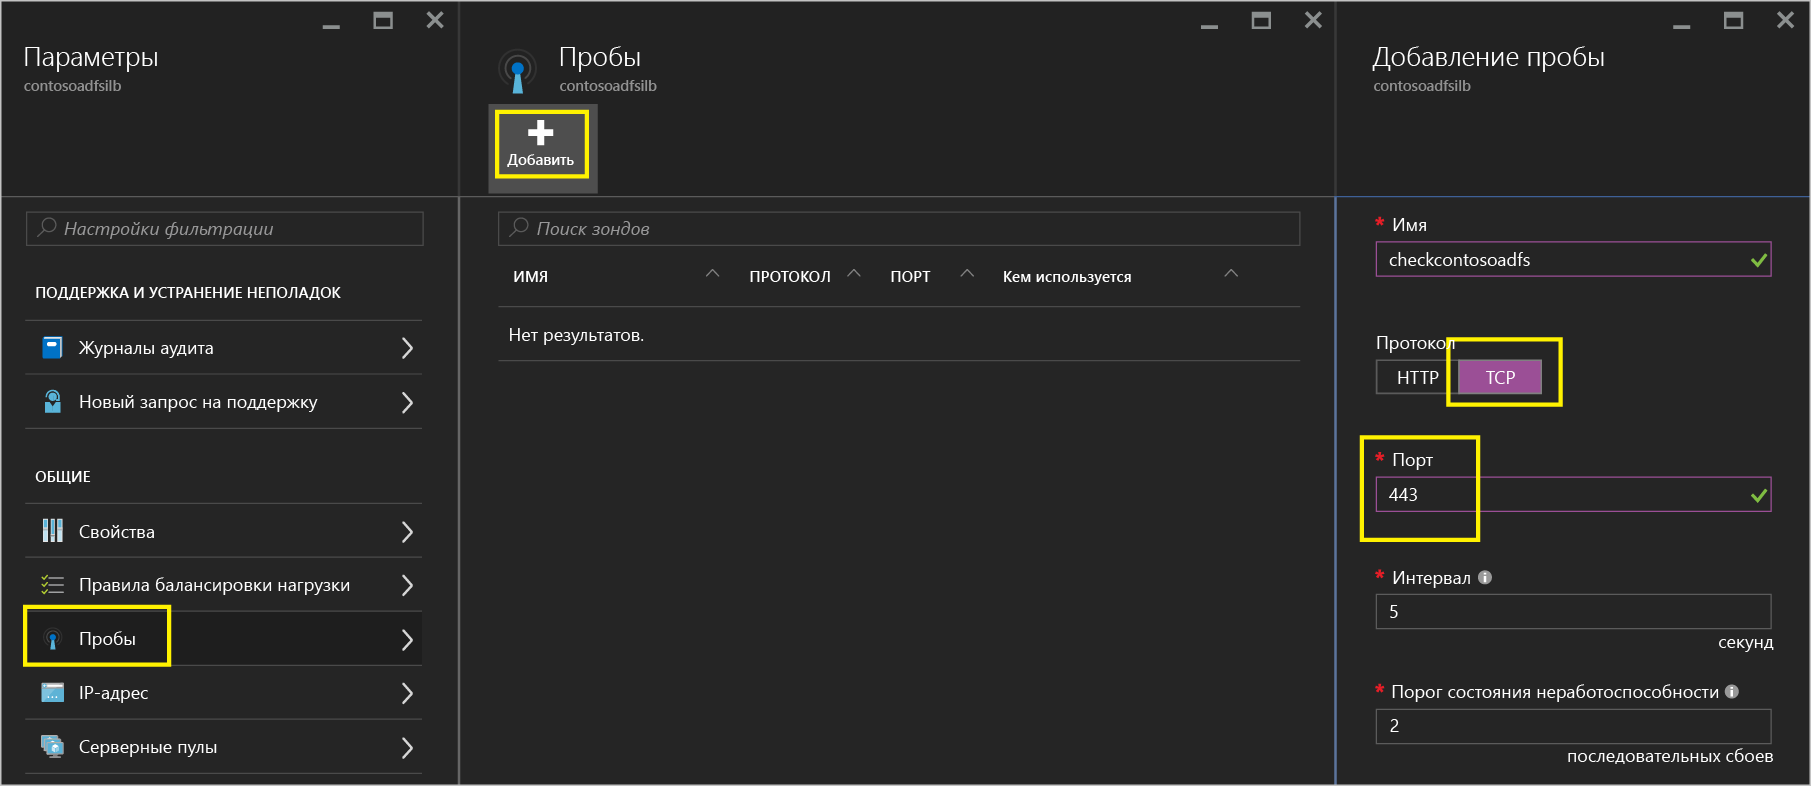 Параметры
contosoadfsilb
Настройки фильтрации
ПОДДЕРЖКА И УСТРАНЕНИЕ НЕПОЛАДОК
Журналы аудита
Новый запрос на поддержку
ОБЩИЕ
Свойства
Правила балансировки нагрузки
Пробы
IP-адрес
Серверные пулы
Пробы
contosoadfsilb
Добавить
Поиск зондов
ИМЯ ПРОТОКОЛ ПОРТ Кем используется
Нет результатов.
Добавление пробы
contosoadfsilb
* Имя
checkcontosoadfs
Протокол
HTTP TCP
* Порт
443
* Интервал
5
секунд
* Порог состояния неработоспособности
2
последовательных сбоев